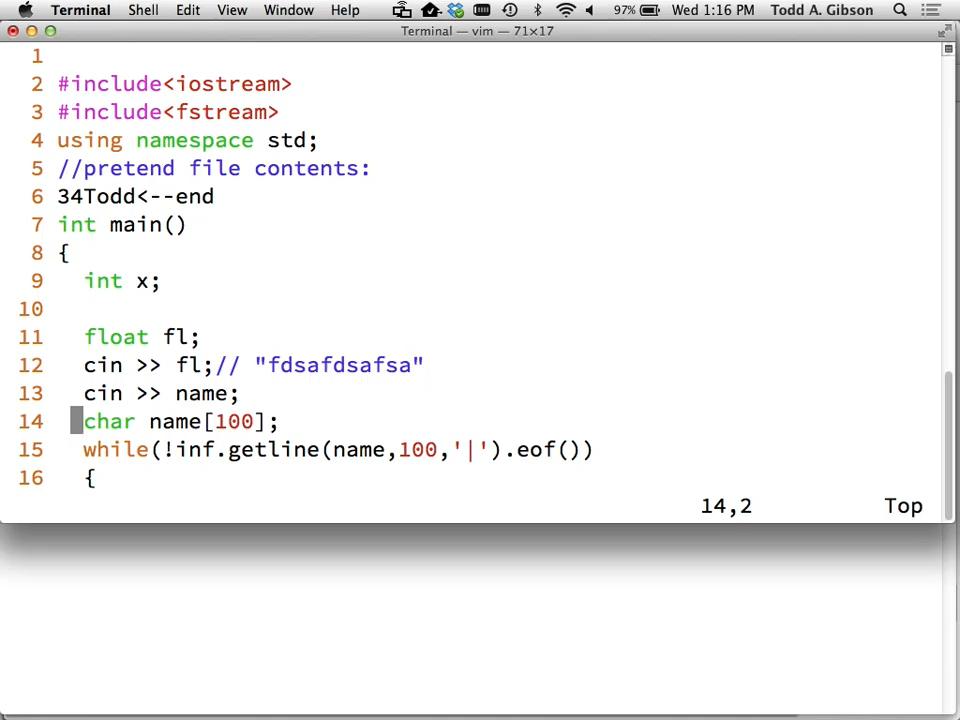 Terminal Shell Edit View Window Help 97% Wed 1:16 PM Todd A. Gibson
Terminal — vim — 71×17
1
2 #include<iostream>
3 #include<fstream>
4 using namespace std;
5 //pretend file contents:
6 34Todd<--end
7 int main()
8 {
9 int x;
10
11 float fl;
12 cin >> fl;// "fdsafdsafsa"
13 cin >> name;
14 char name[100];
15 while(!inf.getline(name,100,'|').eof())
16 {
14,2 Top